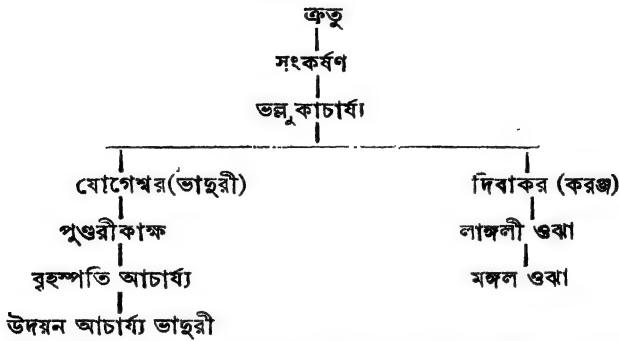 ক্রতু
সংকর্ষণ
ভল্লুকাচার্য্য
যোগেশ্বর(ভাদুরী) দিবাকর (করঞ্জ)
পুণ্ডরীকাক্ষ লাঙ্গলী ওঝা
বৃহস্পতি আচার্য্য মঙ্গল ওঝা
উদয়ন আচার্য্য ভাদুরী